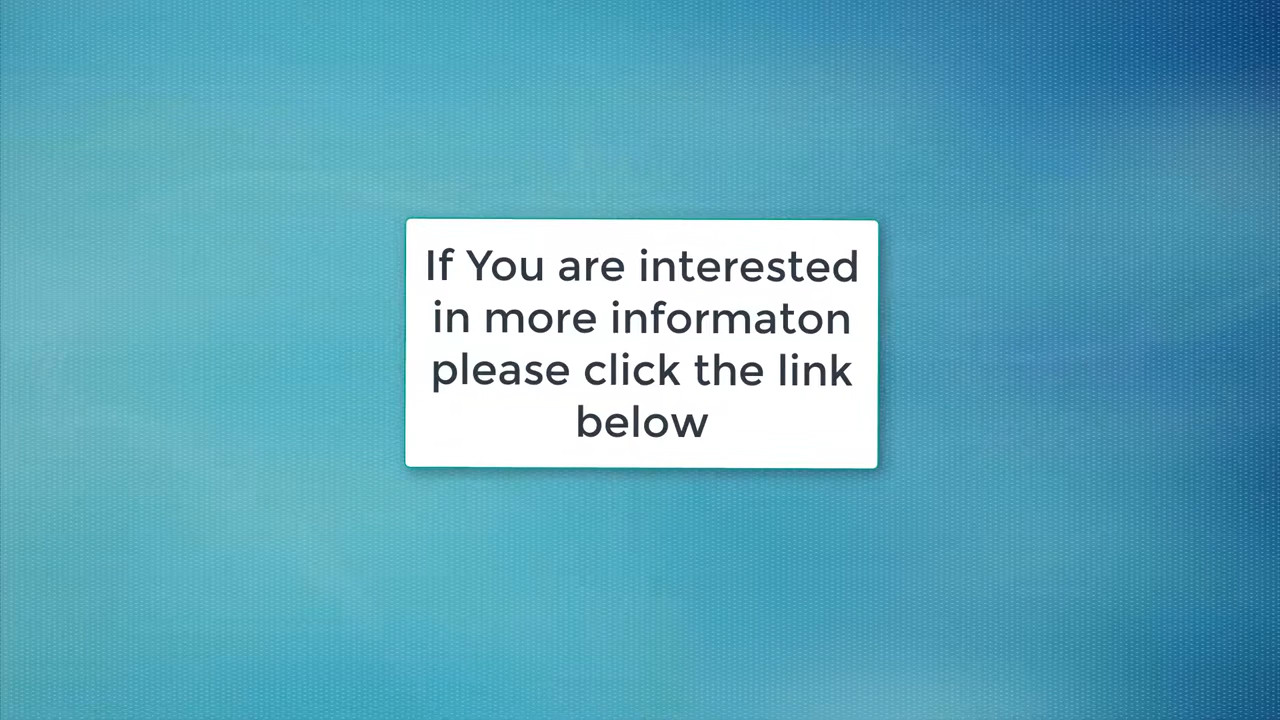 If You are interested
in more informaton
please click the link
below